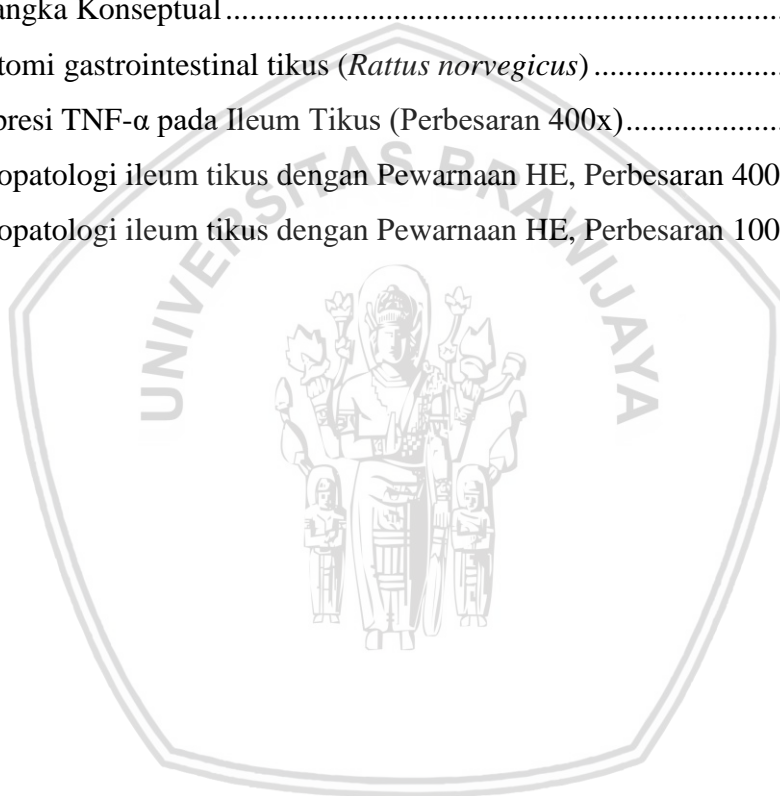 angka Konseptual ........................................................................
tomi gastrointestinal tikus (Rattus norvegicus) ..............................
presi TNF-α pada Ileum Tikus (Perbesaran 400x) .........................
opatologi ileum tikus dengan Pewarnaan HE, Perbesaran 400
opatologi ileum tikus dengan Pewarnaan HE, Perbesaran 100
UNIVERSITAS BRAWIJAYA